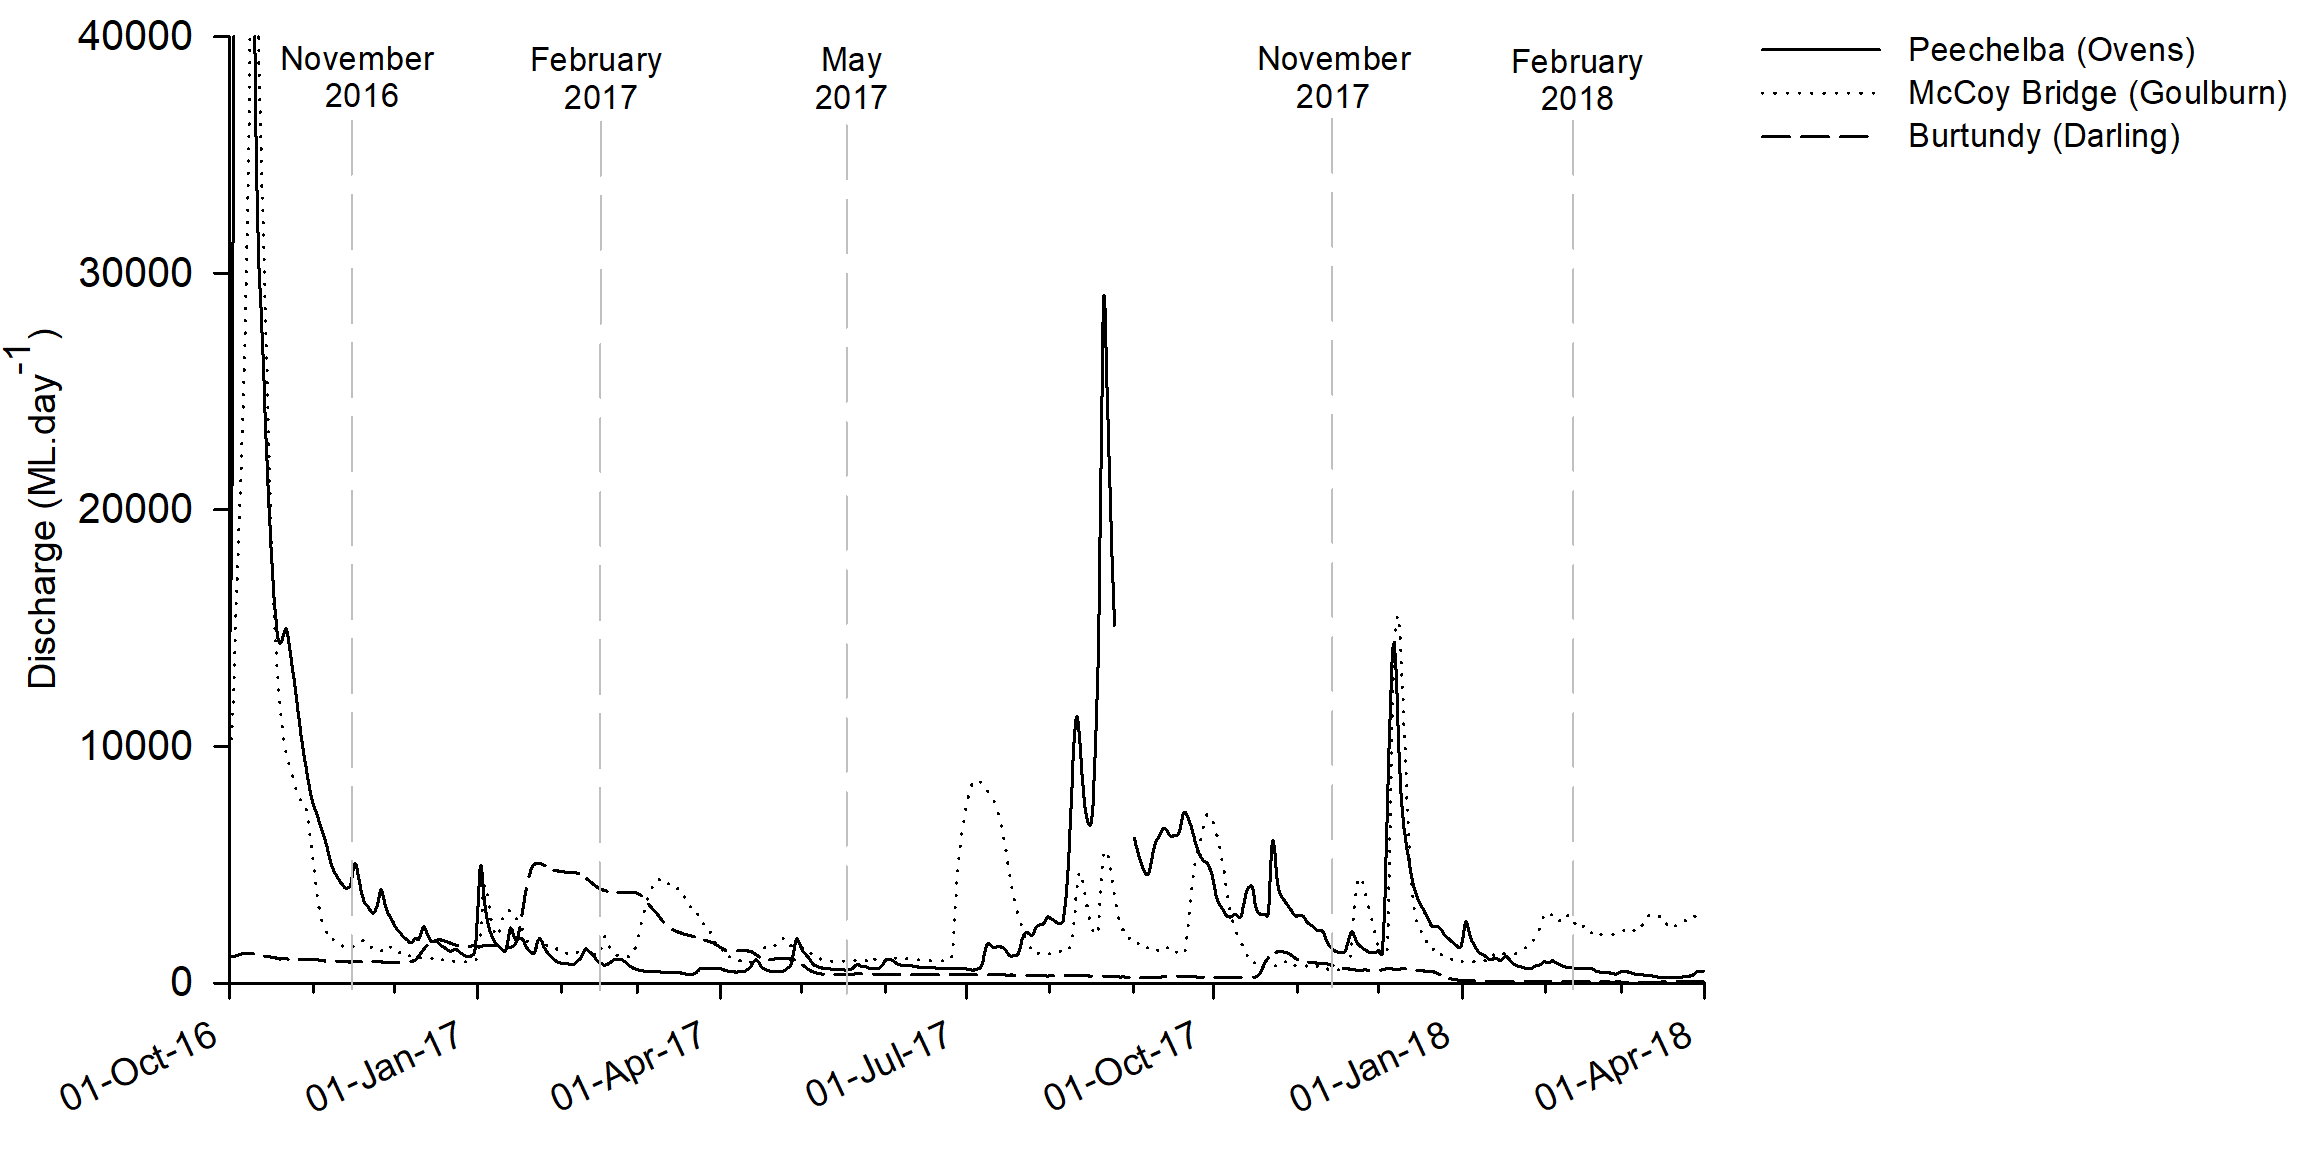 40000
30000
20000
10000
0
Discharge (ML.day-1)
November
2016
February
2017
May
2017
November
2017
February
2018
Peechelba (Ovens)
McCoy Bridge (Goulburn)
Burtundy (Darling)
01-Oct-16
01-Jan-17
01-Apr-17
01-Jul-17
01-Oct-17
01-Jan-18
01-Apr-18